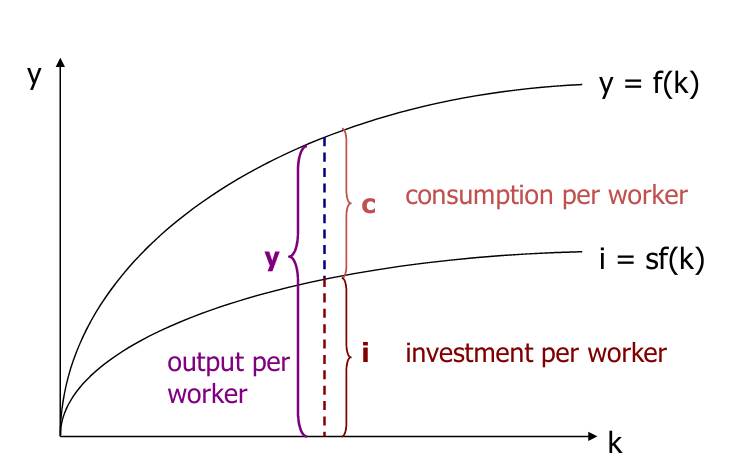 y
y = f(k)
c
consumption per worker
y
i = sf(k)
output per
worker
i
investment per worker
k